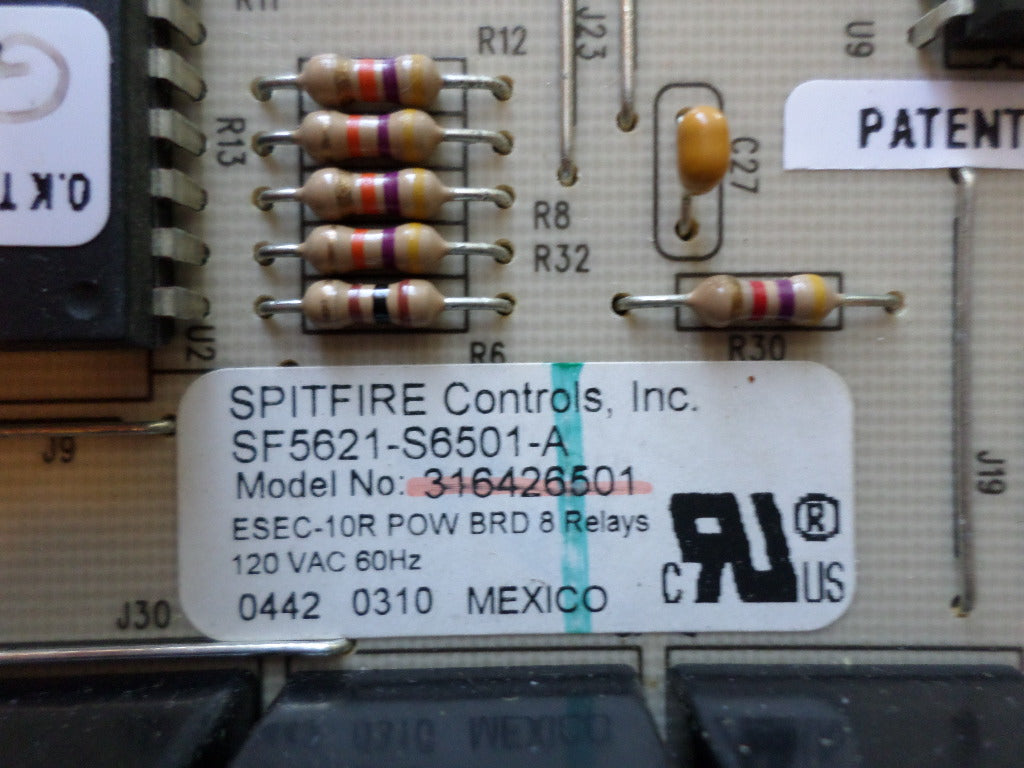 R12
J23
U9
R13
C27
PATENT
O.K T
R8
R32
U2
R6
R30
SPITFIRE Controls, Inc.
SF5621-S6501-A
Model No: 316426501
ESEC-10R POW BRD 8 Relays
120 VAC 60Hz
0442 0310 MEXICO
C RU ® US
J9
J19
J30